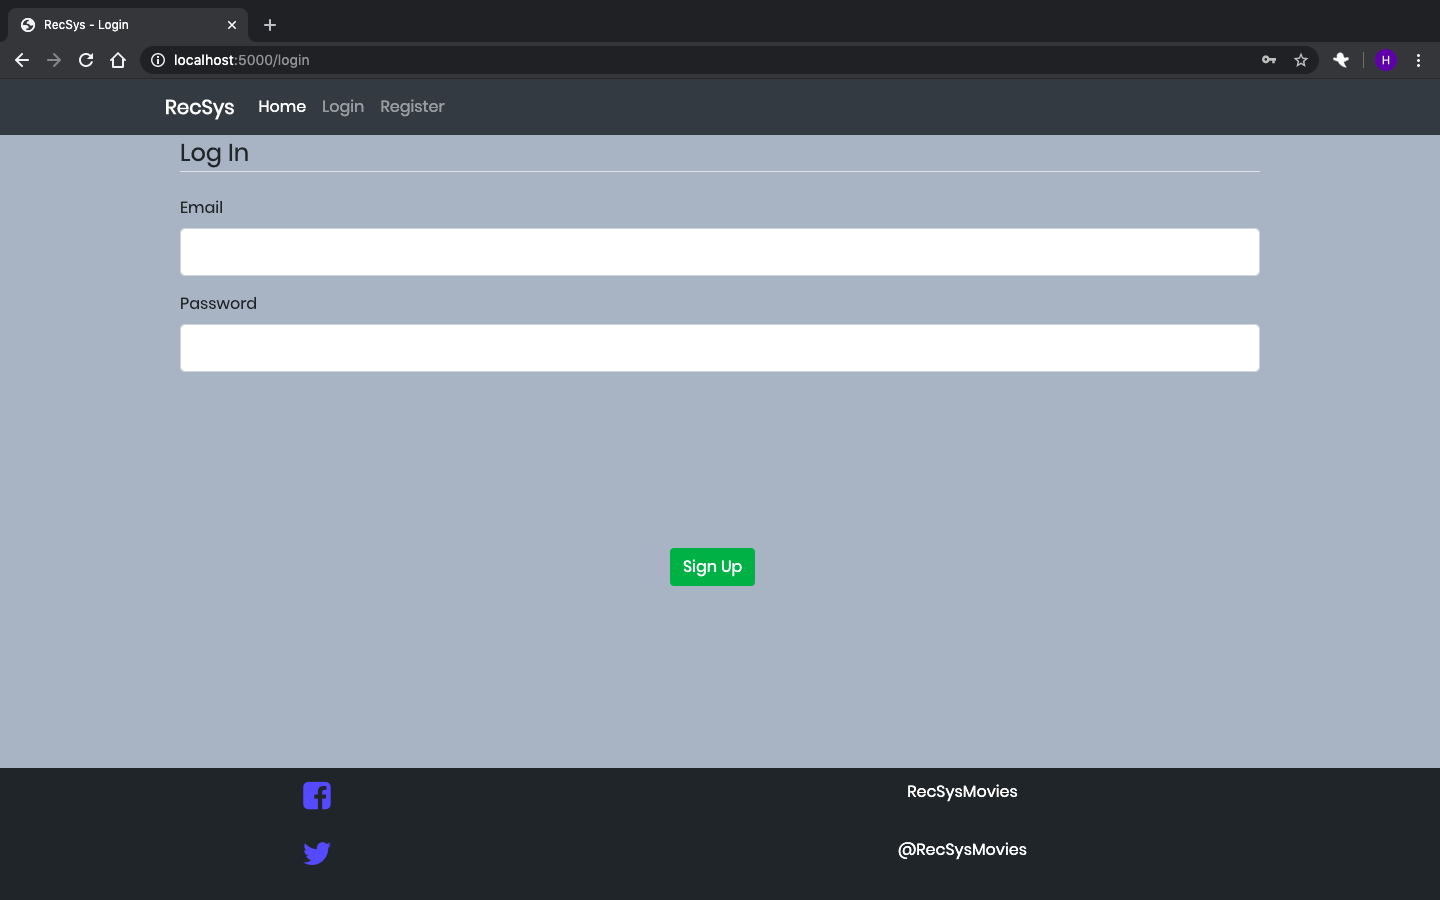 RecSys - Login
localhost:5000/login
H
RecSys Home Login Register
Log In
Email
Password
Sign Up
RecSysMovies
@RecSysMovies